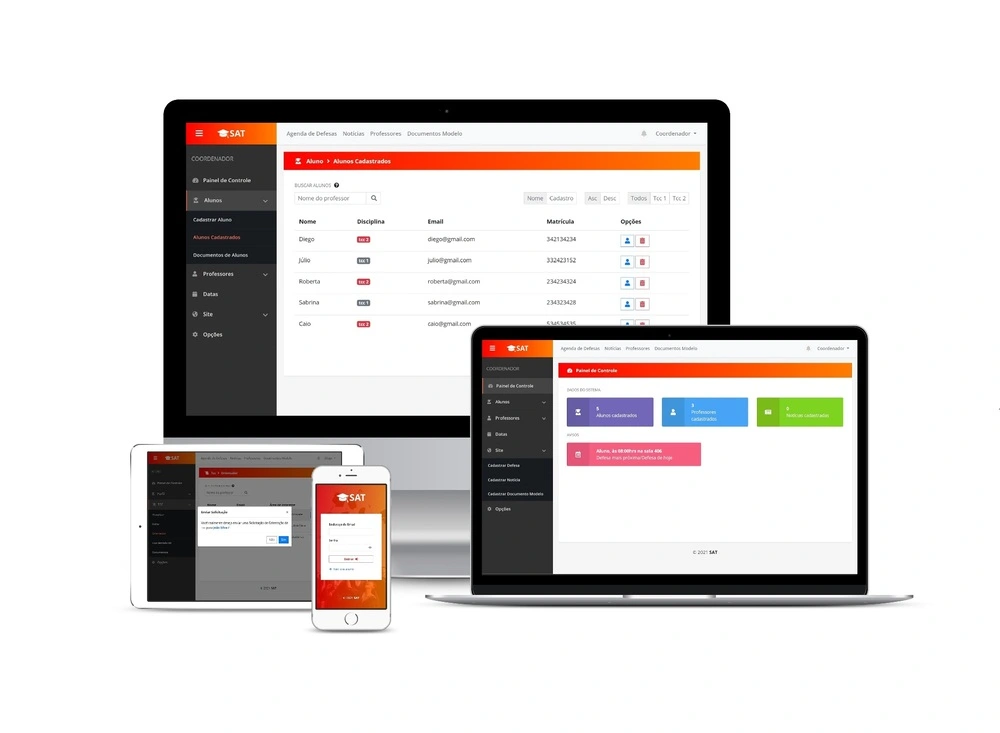 SAT
Agenda de Defesas Notícias Professores Documentos Modelo
Coordenador
COORDENADOR
Painel de Controle
Alunos
Cadastrar Aluno
Alunos Cadastrados
Documentos de Alunos
Professores
Datas
Site
Opções
Aluno > Alunos Cadastrados
BUSCAR ALUNOS
Nome do professor
Nome Cadastro Asc Desc Todos Tcc 1 Tcc 2
Nome Disciplina Email Matrícula Opções
Diego tcc 2 diego@gmail.com 342134234
Júlio tcc 1 julio@gmail.com 332423152
Roberta tcc 2 roberta@gmail.com 234234324
Sabrina tcc 1 sabrina@gmail.com 234323428
Caio tcc 2 caio@gmail.com 534534535
SAT
Agenda de Defesas Notícias Professores Documentos Modelo
Coordenador
COORDENADOR
Painel de Controle
Alunos
Professores
Datas
Site
Cadastrar Defesa
Cadastrar Notícia
Cadastrar Documento Modelo
Opções
Painel de Controle
5
Alunos cadastrados
3
Professores
cadastrados
0
Notícias cadastradas
Aluno, às 08:00hrs na sala 406
Defesa mais próxima/Defesa de hoje
© 2021 SAT
SAT
Enviar Solicitação
SAT
Endereço de Email
Senha
Entrar
© 2021 SAT